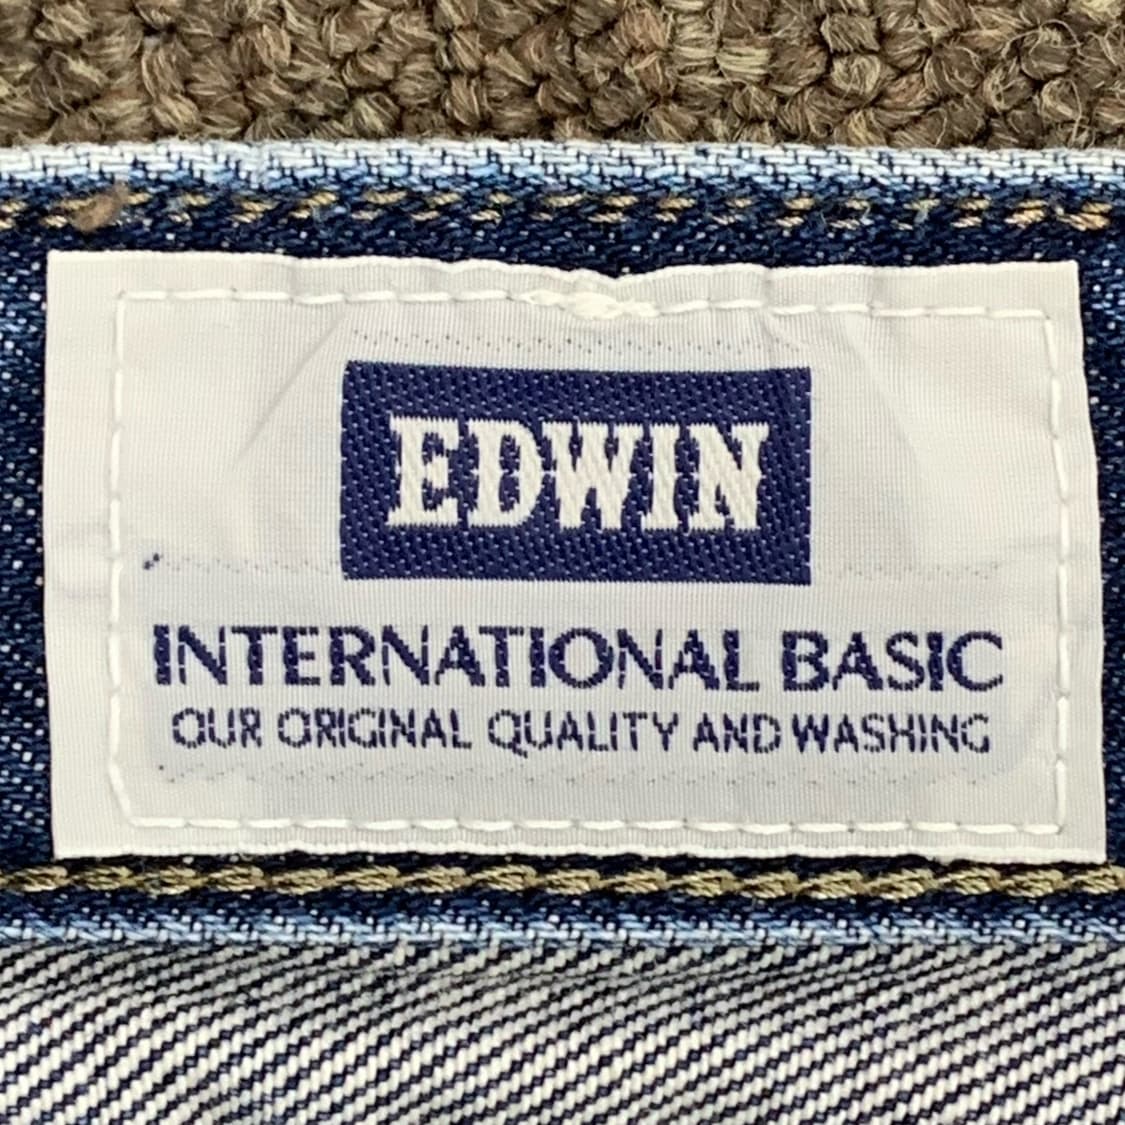 EDWIN
INTERNATIONAL BASIC
OUR ORIGINAL QUALITY AND WASHING